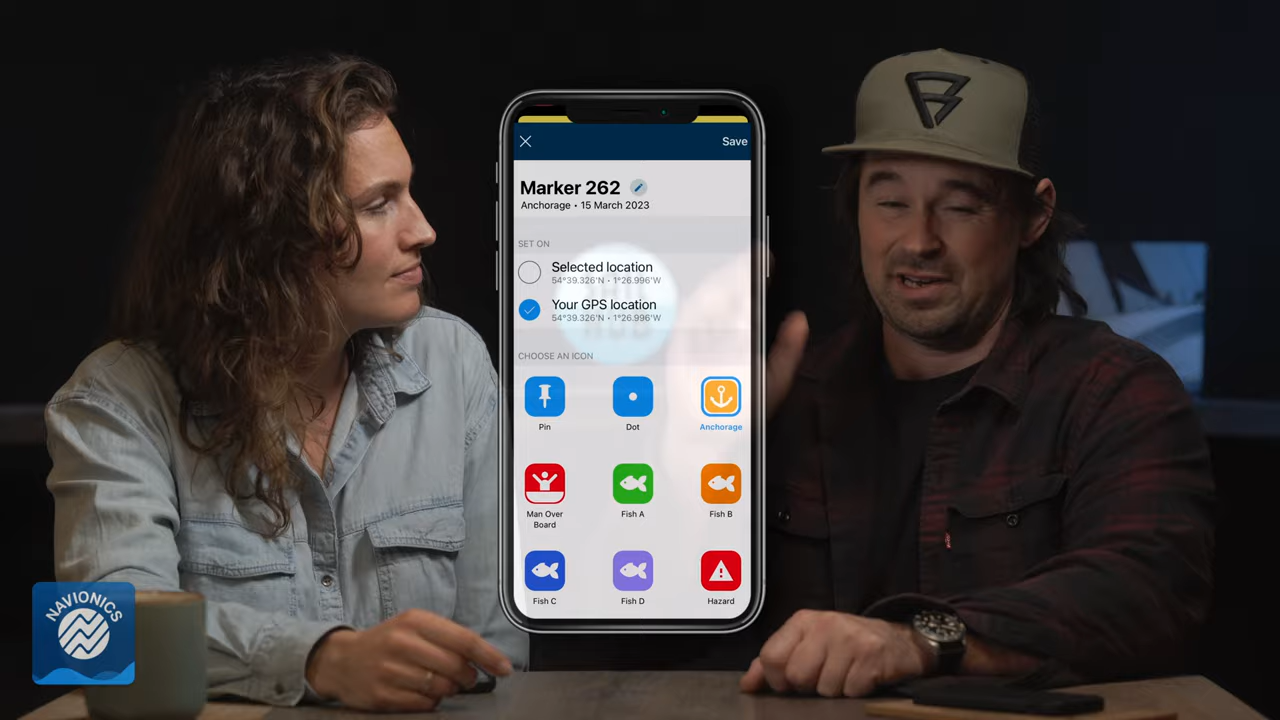 Save
Marker 262
Anchorage • 15 March 2023
SET ON
Selected location
54°39.326'N • 1°26.996'W
Your GPS location
54°39.326'N • 1°26.996'W
CHOOSE AN ICON
Pin
Dot
Anchorage
Man Over
Board
Fish A
Fish B
Fish C
Fish D
Hazard
NAVIONICS